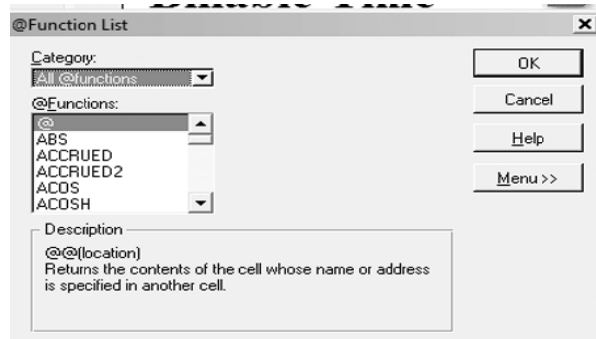 @Function List
Category:
All @functions
@Functions:
@
ABS
ACCRUED
ACCRUED2
ACOS
ACOSH
OK
Cancel
Help
Menu >>
Description
@@(location)
Returns the contents of the cell whose name or address
is specified in another cell.